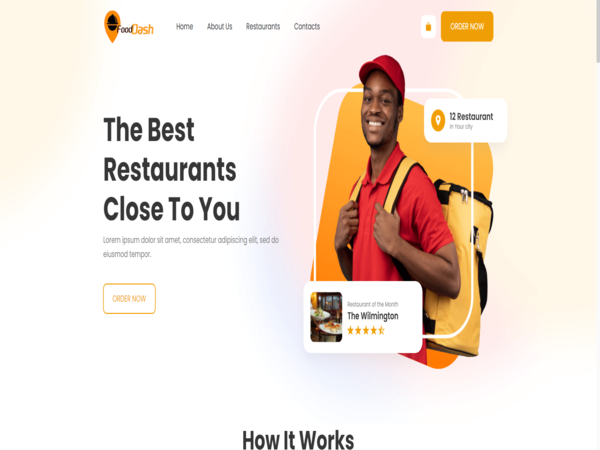 FoodDash
Home About Us Restaurants Contacts
ORDER NOW
12 Restaurant
In Your city
The Best
Restaurants
Close To You
Lorem ipsum dolor sit amet, consectetur adipiscing elit, sed do
eiusmod tempor.
ORDER NOW
Restaurant of the Month
The Wilmington
How It Works